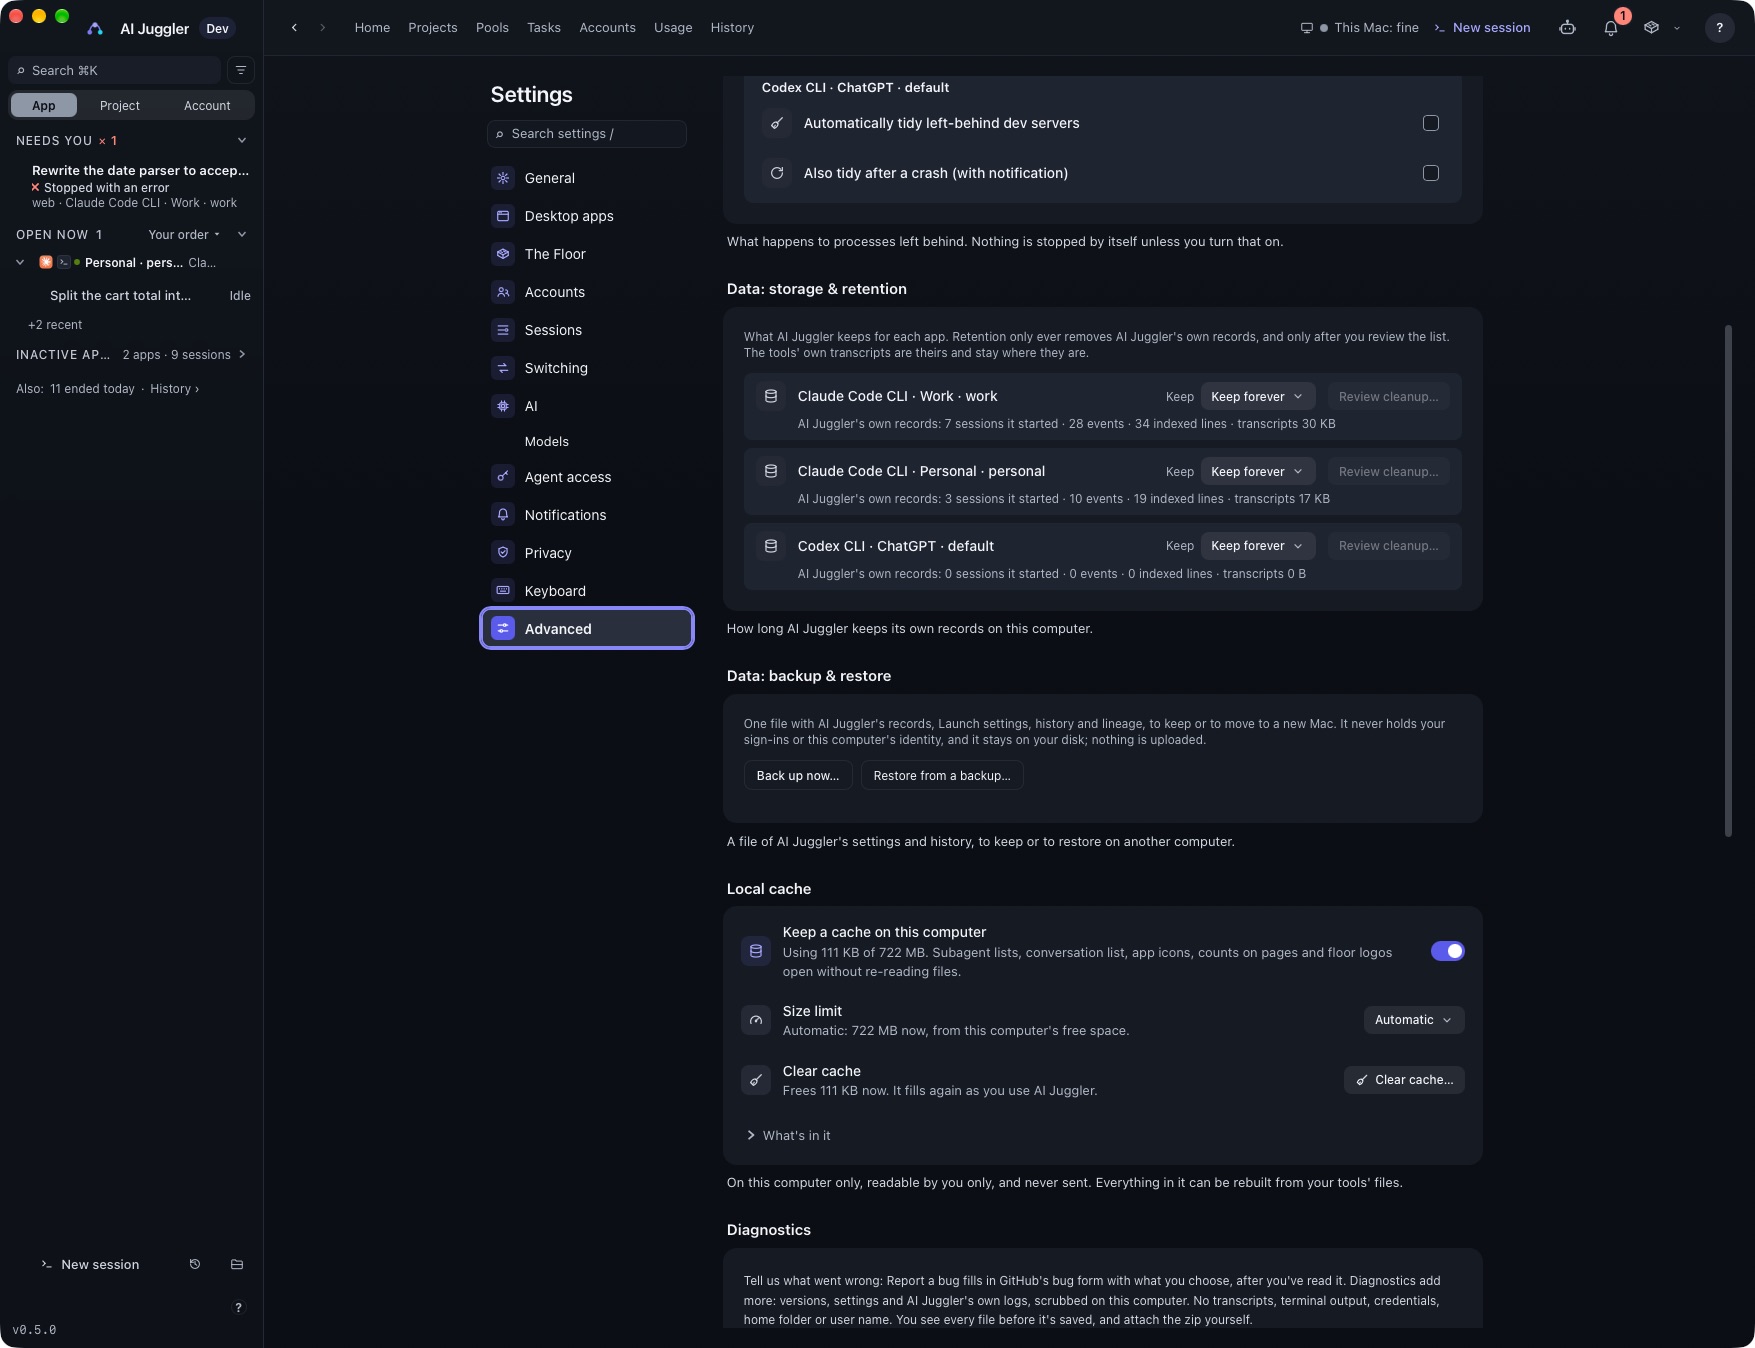 AI Juggler Dev
Search ⌘K
App Project Account
NEEDS YOU × 1
Rewrite the date parser to accep...
× Stopped with an error
web · Claude Code CLI · Work · work
OPEN NOW 1 Your order
Personal · pers... Cla...
Split the cart total int... Idle
+2 recent
INACTIVE AP... 2 apps · 9 sessions
Also: 11 ended today · History ›
New session
?
v0.5.0
Home Projects Pools Tasks Accounts Usage History
This Mac: fine New session 1 ?
Settings
Search settings /
General
Desktop apps
The Floor
Accounts
Sessions
Switching
AI
Models
Agent access
Notifications
Privacy
Keyboard
Advanced
Codex CLI · ChatGPT · default
Automatically tidy left-behind dev servers
Also tidy after a crash (with notification)
What happens to processes left behind. Nothing is stopped by itself unless you turn that on.
Data: storage & retention
What AI Juggler keeps for each app. Retention only ever removes AI Juggler's own records, and only after you review the list.
The tools' own transcripts are theirs and stay where they are.
Claude Code CLI · Work · work Keep Keep forever Review cleanup...
AI Juggler's own records: 7 sessions it started · 28 events · 34 indexed lines · transcripts 30 KB
Claude Code CLI · Personal · personal Keep Keep forever Review cleanup...
AI Juggler's own records: 3 sessions it started · 10 events · 19 indexed lines · transcripts 17 KB
Codex CLI · ChatGPT · default Keep Keep forever Review cleanup...
AI Juggler's own records: 0 sessions it started · 0 events · 0 indexed lines · transcripts 0 B
How long AI Juggler keeps its own records on this computer.
Data: backup & restore
One file with AI Juggler's records, Launch settings, history and lineage, to keep or to move to a new Mac. It never holds your
sign-ins or this computer's identity, and it stays on your disk; nothing is uploaded.
Back up now... Restore from a backup...
A file of AI Juggler's settings and history, to keep or to restore on another computer.
Local cache
Keep a cache on this computer
Using 111 KB of 722 MB. Subagent lists, conversation list, app icons, counts on pages and floor logos
open without re-reading files.
Size limit
Automatic: 722 MB now, from this computer's free space.
Automatic
Clear cache
Frees 111 KB now. It fills again as you use AI Juggler.
Clear cache...
What's in it
On this computer only, readable by you only, and never sent. Everything in it can be rebuilt from your tools' files.
Diagnostics
Tell us what went wrong: Report a bug fills in GitHub's bug form with what you choose, after you've read it. Diagnostics add
more: versions, settings and AI Juggler's own logs, scrubbed on this computer. No transcripts, terminal output, credentials,
home folder or user name. You see every file before it's saved, and attach the zip yourself.